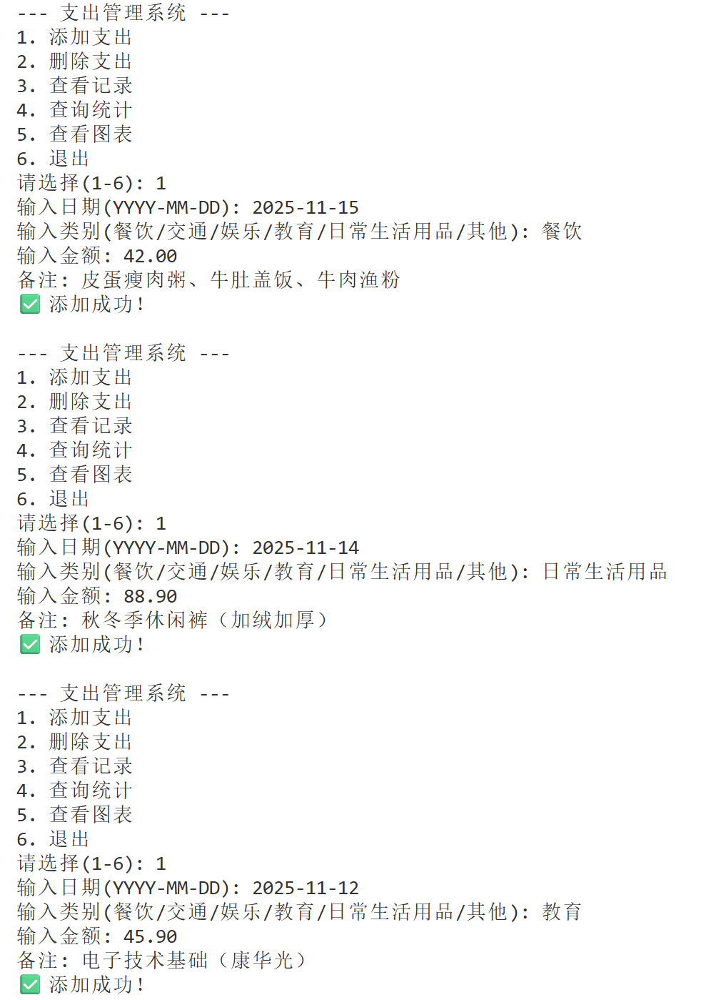 --- 支出管理系统 ---
1. 添加支出
2. 删除支出
3. 查看记录
4. 查询统计
5. 查看图表
6. 退出
请选择(1-6): 1
输入日期(YYYY-MM-DD): 2025-11-15
输入类别(餐饮/交通/娱乐/教育/日常生活用品/其他): 餐饮
输入金额: 42.00
备注: 皮蛋瘦肉粥、牛肚盖饭、牛肉渔粉
✅ 添加成功!
--- 支出管理系统 ---
1. 添加支出
2. 删除支出
3. 查看记录
4. 查询统计
5. 查看图表
6. 退出
请选择(1-6): 1
输入日期(YYYY-MM-DD): 2025-11-14
输入类别(餐饮/交通/娱乐/教育/日常生活用品/其他): 日常生活用品
输入金额: 88.90
备注: 秋冬季休闲裤（加绒加厚）
✅ 添加成功!
--- 支出管理系统 ---
1. 添加支出
2. 删除支出
3. 查看记录
4. 查询统计
5. 查看图表
6. 退出
请选择(1-6): 1
输入日期(YYYY-MM-DD): 2025-11-12
输入类别(餐饮/交通/娱乐/教育/日常生活用品/其他): 教育
输入金额: 45.90
备注: 电子技术基础（康华光）
✅ 添加成功!